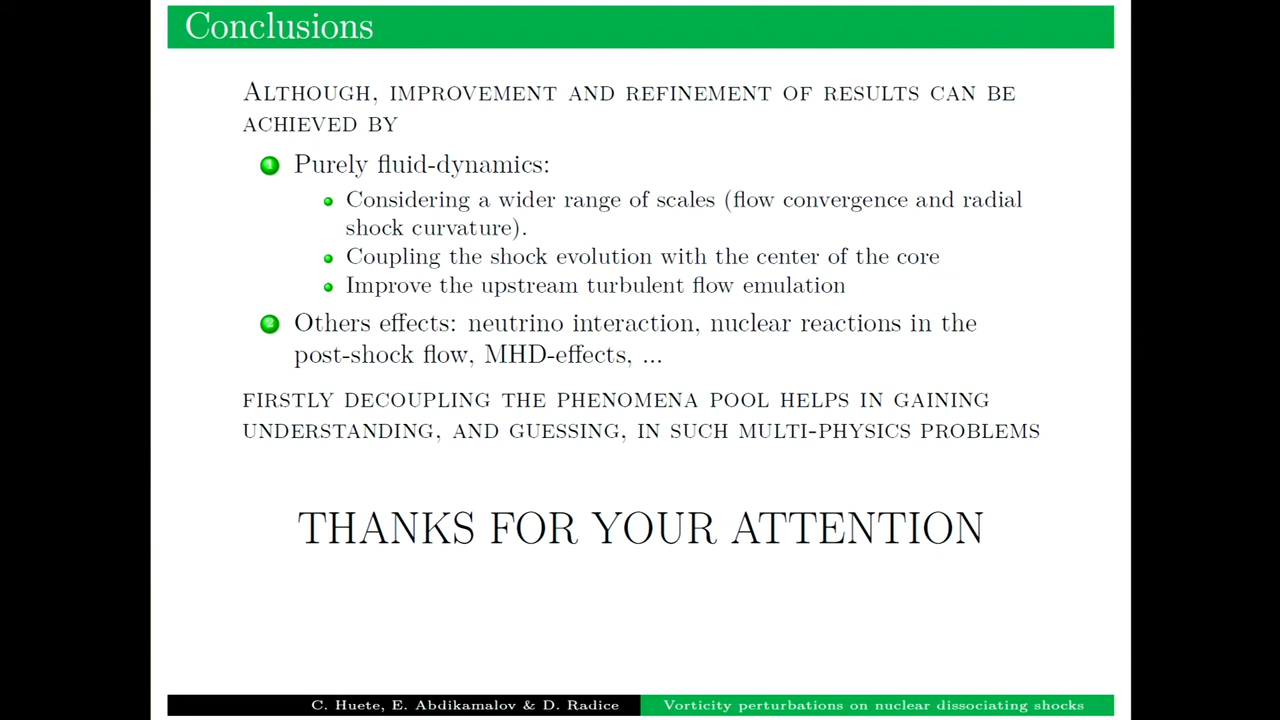 Conclusions
ALTHOUGH, IMPROVEMENT AND REFINEMENT OF RESULTS CAN BE
ACHIEVED BY
1 Purely fluid-dynamics:
Considering a wider range of scales (flow convergence and radial
shock curvature).
Coupling the shock evolution with the center of the core
Improve the upstream turbulent flow emulation
2 Others effects: neutrino interaction, nuclear reactions in the
post-shock flow, MHD-effects, ...
FIRSTLY DECOUPLING THE PHENOMENA POOL HELPS IN GAINING
UNDERSTANDING, AND GUESSING, IN SUCH MULTI-PHYSICS PROBLEMS
THANKS FOR YOUR ATTENTION
C. Huete, E. Abdikamalov & D. Radice
Vorticity perturbations on nuclear dissociating shocks